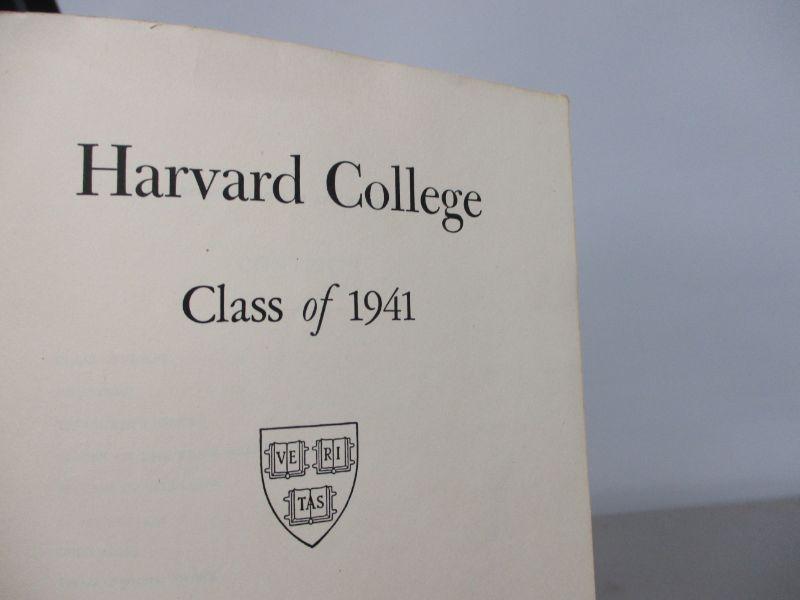 Harvard College
Class of 1941
VE RI
TAS